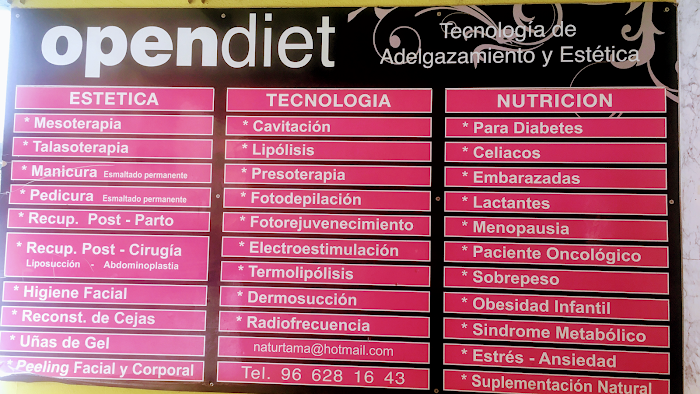 opendiet
Tecnología de
Adelgazamiento y Estética
ESTETICA
* Mesoterapia
* Talasoterapia
* Manicura Esmaltado permanente
* Pedicura Esmaltado permanente
* Recup. Post - Parto
* Recup. Post - Cirugía
Liposucción - Abdominoplastia
* Higiene Facial
* Reconst. de Cejas
* Uñas de Gel
* Peeling Facial y Corporal
TECNOLOGIA
* Cavitación
* Lipólisis
* Presoterapia
* Fotodepilación
* Fotorejuvenecimiento
* Electroestimulación
* Termolipólisis
* Dermosucción
* Radiofrecuencia
naturtama@hotmail.com
Tel. 96 628 16 43
NUTRICION
* Para Diabetes
* Celiacos
* Embarazadas
* Lactantes
* Menopausia
* Paciente Oncológico
* Sobrepeso
* Obesidad Infantil
* Sindrome Metabólico
* Estrés - Ansiedad
* Suplementación Natural